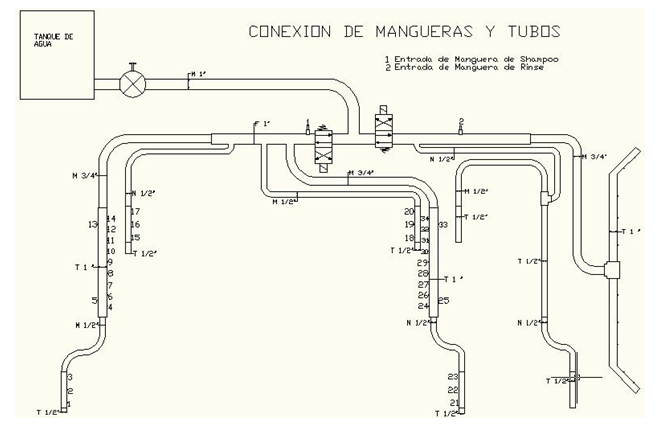 CONEXION DE MANGUERAS Y TUBOS
TANQUE DE
AGUA
1 Entrada de Manguera de Shampoo
2 Entrada de Manguera de Rinse
M 1"
F 1"
1
2
M 3/4"
N 1/2"
M 3/4"
M 1/2"
N 1/2"
M 1/2"
M 3/4"
13
14
12
11
10
9
8
7
6
5
4
17
16
15
T 1/2"
T 1"
M 1/2"
3
2
1
T 1/2"
20
19
18
T 1/2"
34
33
32
31
30
29
28
27
26
25
24
T 1"
N 1/2"
23
22
21
T 1/2"
T 1/2"
T 1/2"
N 1/2"
T 1/2"
T 1"